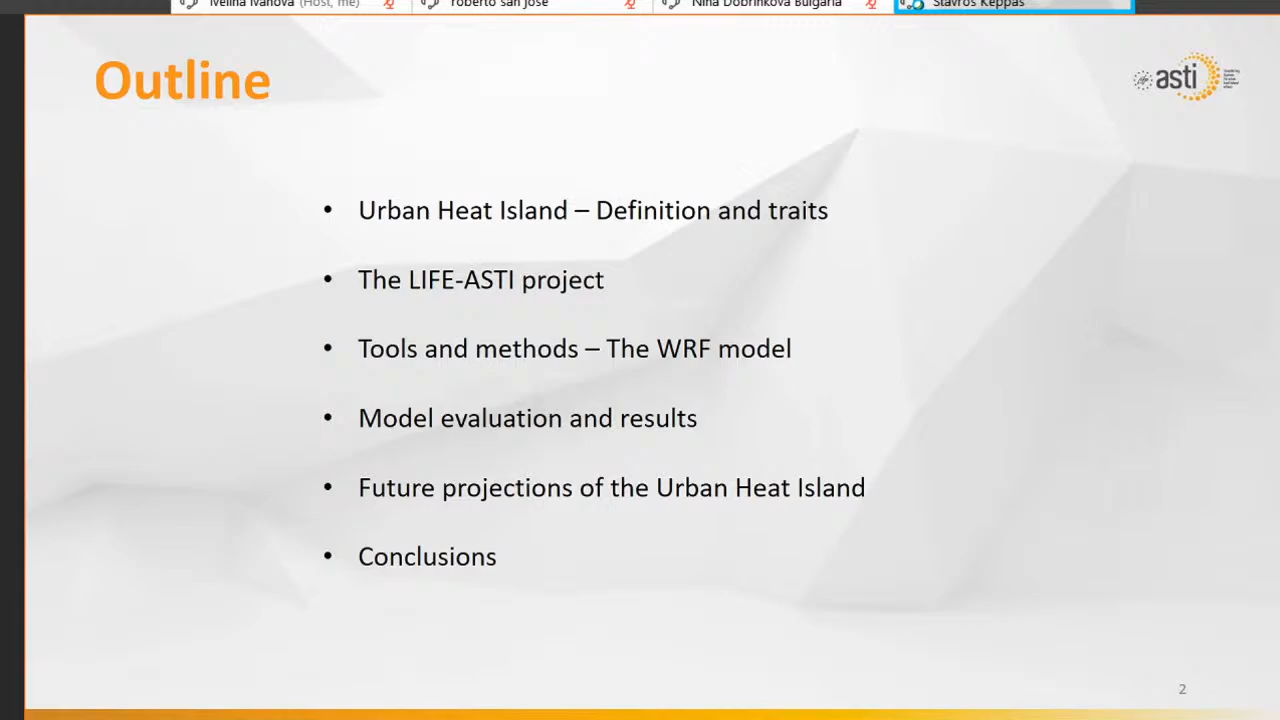 Ivelina Ivanova (Host, me)
roberto san jose
Nina Dobrinkova Bulgaria
Stavros Keppas
Outline
asti
• Urban Heat Island – Definition and traits
• The LIFE-ASTI project
• Tools and methods – The WRF model
• Model evaluation and results
• Future projections of the Urban Heat Island
• Conclusions
2